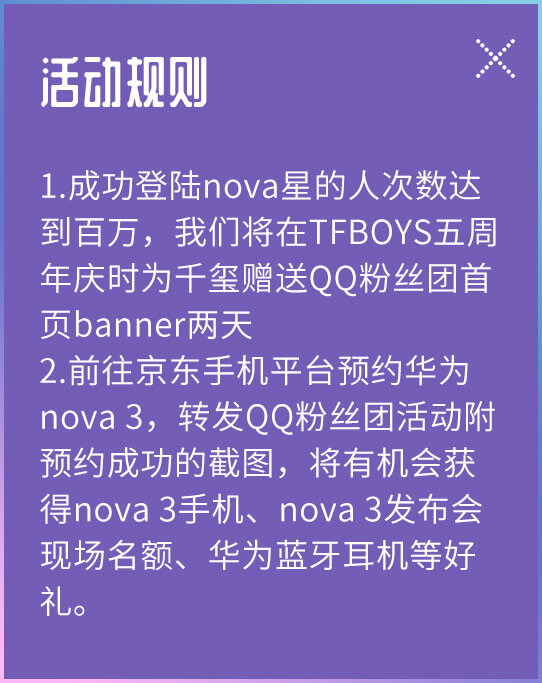 活动规则
1.成功登陆nova星的人次数达
到百万，我们将在TFBOYS五周
年庆时为千玺赠送QQ粉丝团首
页banner两天
2.前往京东手机平台预约华为
nova 3，转发QQ粉丝团活动附
预约成功的截图，将有机会获
得nova 3手机、nova 3发布会
现场名额、华为蓝牙耳机等好
礼。